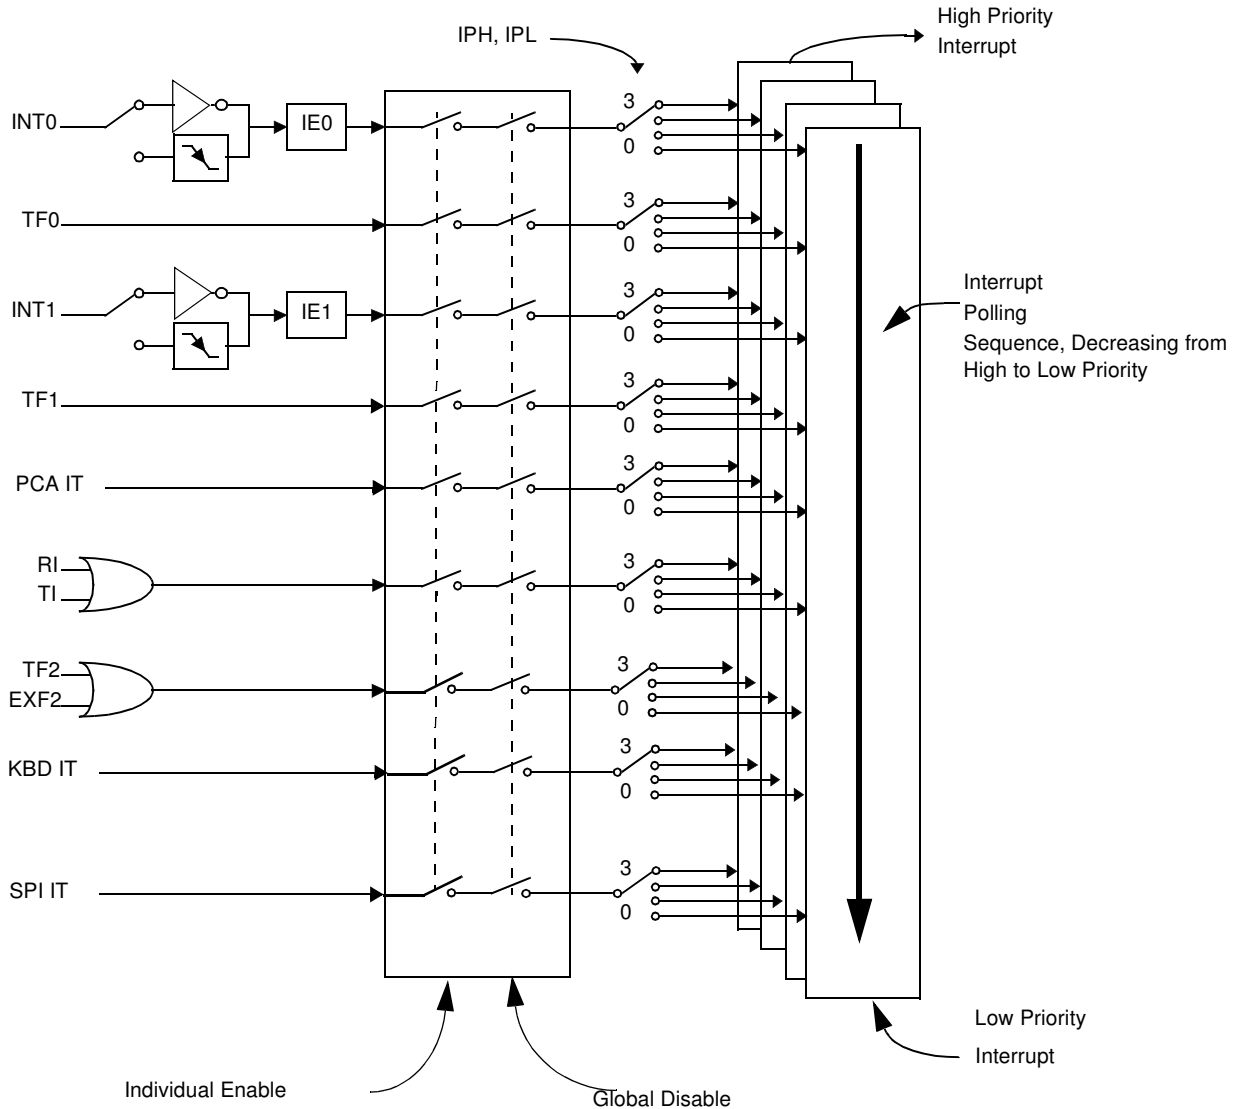 High Priority
Interrupt
IPH, IPL
INT0
IE0
3
0
TF0
3
0
INT1
IE1
3
0
Interrupt
Polling
Sequence, Decreasing from
High to Low Priority
TF1
3
0
PCA IT
3
0
RI
TI
3
0
TF2
EXF2
3
0
KBD IT
3
0
SPI IT
3
0
Low Priority
Interrupt
Individual Enable
Global Disable